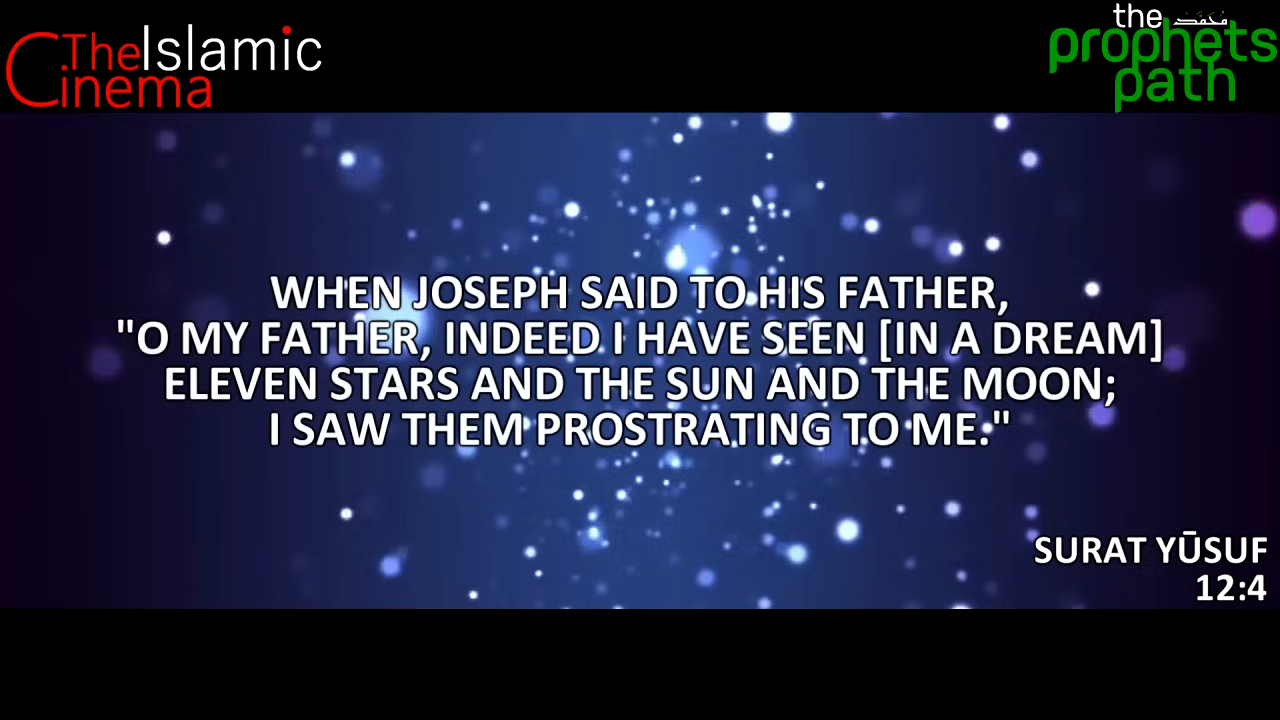 TheIslamic
Cinema
the محمد
prophets
path
WHEN JOSEPH SAID TO HIS FATHER,
"O MY FATHER, INDEED I HAVE SEEN [IN A DREAM]
ELEVEN STARS AND THE SUN AND THE MOON;
I SAW THEM PROSTRATING TO ME."
SURAT YŪSUF
12:4